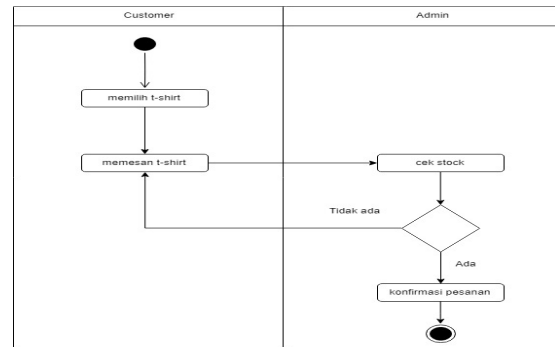 Customer
Admin
memilih t-shirt
memesan t-shirt
cek stock
Tidak ada
Ada
konfirmasi pesanan